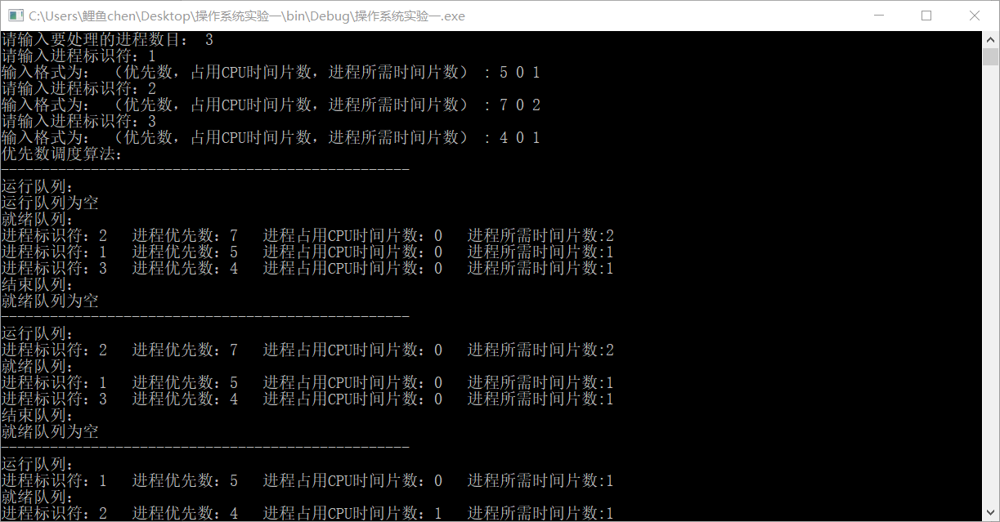 C:\Users\鲤鱼chen\Desktop\操作系统实验一\bin\Debug\操作系统实验一.exe
请输入要处理的进程数目： 3
请输入进程标识符：1
输入格式为： （优先数，占用CPU时间片数，进程所需时间片数） : 5 0 1
请输入进程标识符：2
输入格式为： （优先数，占用CPU时间片数，进程所需时间片数） : 7 0 2
请输入进程标识符：3
输入格式为： （优先数，占用CPU时间片数，进程所需时间片数） : 4 0 1
优先数调度算法：
--------------------------------------------------
运行队列：
运行队列为空
就绪队列：
进程标识符：2   进程优先数：7   进程占用CPU时间片数：0   进程所需时间片数:2
进程标识符：1   进程优先数：5   进程占用CPU时间片数：0   进程所需时间片数:1
进程标识符：3   进程优先数：4   进程占用CPU时间片数：0   进程所需时间片数:1
结束队列：
就绪队列为空
--------------------------------------------------
运行队列：
进程标识符：2   进程优先数：7   进程占用CPU时间片数：0   进程所需时间片数:2
就绪队列：
进程标识符：1   进程优先数：5   进程占用CPU时间片数：0   进程所需时间片数:1
进程标识符：3   进程优先数：4   进程占用CPU时间片数：0   进程所需时间片数:1
结束队列：
就绪队列为空
--------------------------------------------------
运行队列：
进程标识符：1   进程优先数：5   进程占用CPU时间片数：0   进程所需时间片数:1
就绪队列：
进程标识符：2   进程优先数：4   进程占用CPU时间片数：1   进程所需时间片数:1